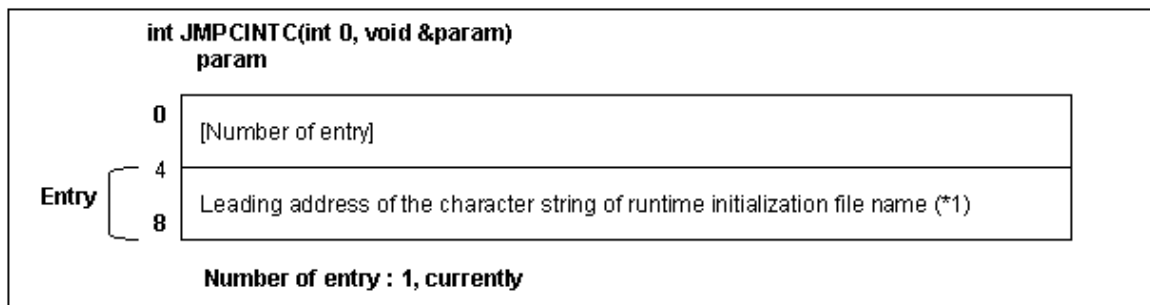 int JMPCINTC(int 0, void &param)
param
0
[Number of entry]
4
Entry
Leading address of the character string of runtime initialization file name (*1)
8
Number of entry : 1, currently